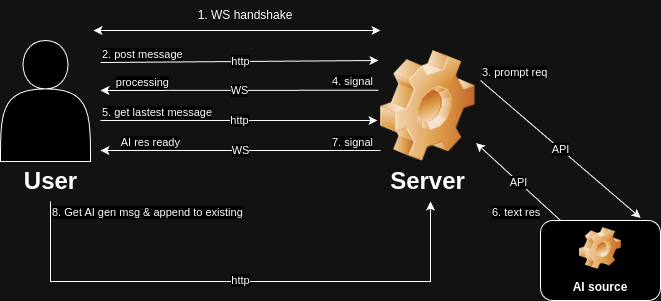 1. WS handshake
2. post message
http
3. prompt req
processing
4. signal
WS
5. get lastest message
http
API
AI res ready
7. signal
WS
User
Server
API
8. Get AI gen msg & append to existing
6. text res
http
AI source